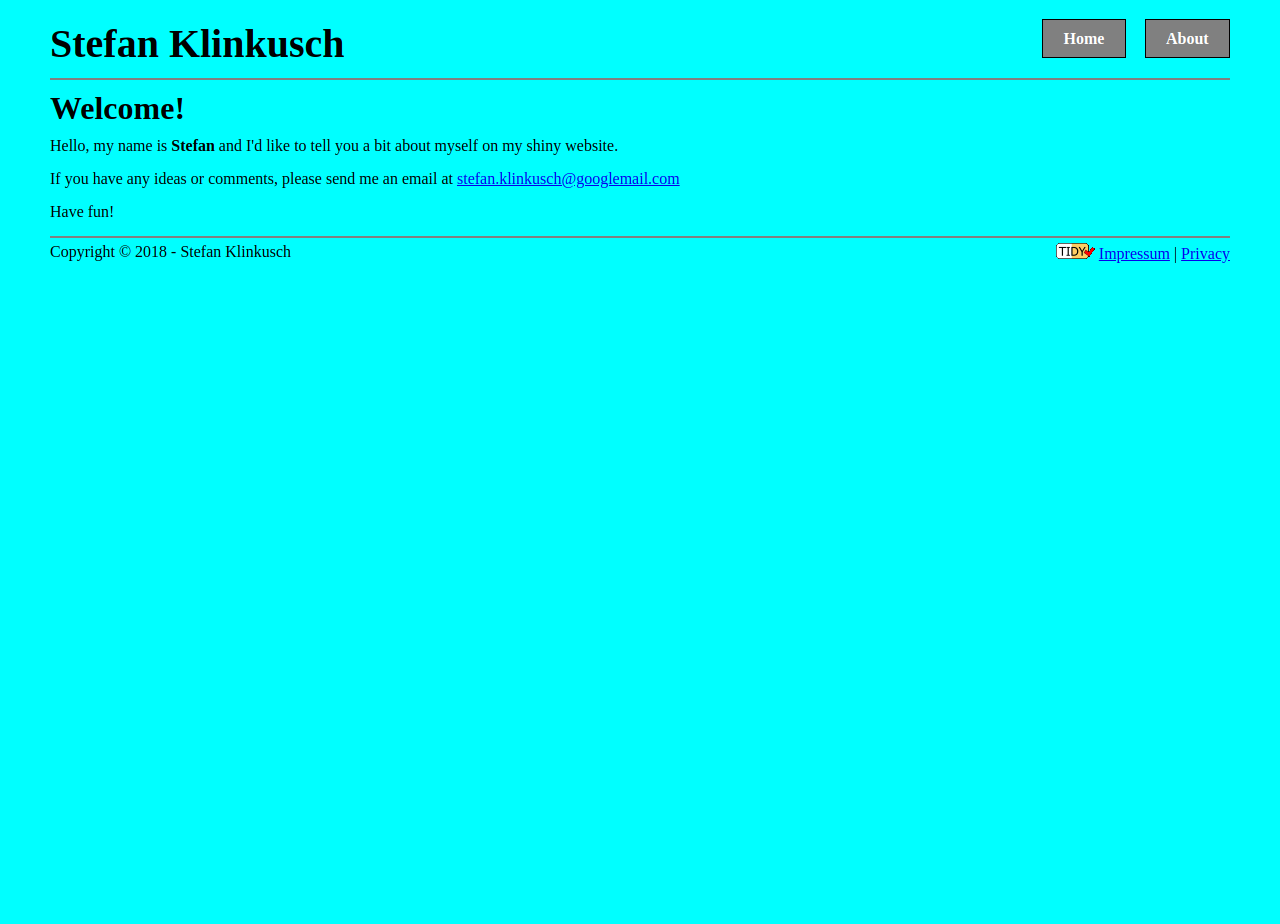 Stefan Klinkusch
Home
About
Welcome!
Hello, my name is Stefan and I'd like to tell you a bit about myself on my shiny website.
If you have any ideas or comments, please send me an email at stefan.klinkusch@googlemail.com
Have fun!
Copyright © 2018 - Stefan Klinkusch
TIDY Impressum | Privacy